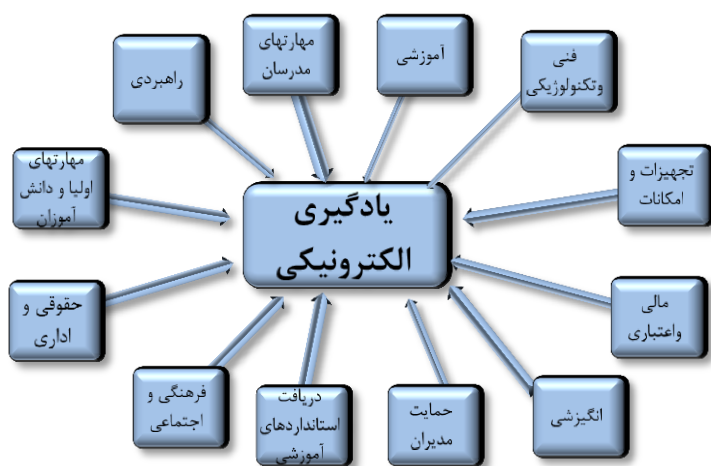 مهارتهای
مدرسان
آموزشی
فنی
وتکنولوژیکی
راهبردی
تجهیزات و
امکانات
مهارتهای
اولیا و دانش
آموزان
یادگیری
الکترونیکی
مالی
واعتباری
حقوقی و
اداری
انگیزشی
حمایت
مدیران
دریافت
استانداردهای
آموزشی
فرهنگی و
اجتماعی